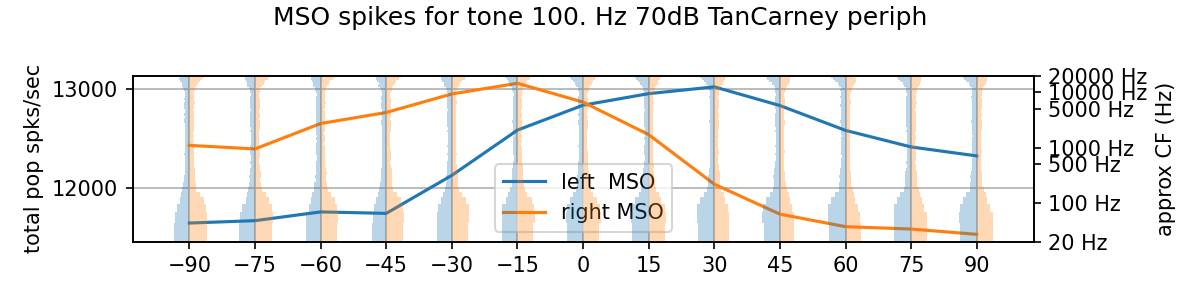 MSO spikes for tone 100. Hz 70dB TanCarney periph
total pop spks/sec
13000
12000
20000 Hz
10000 Hz
5000 Hz
1000 Hz
500 Hz
100 Hz
20 Hz
approx CF (Hz)
left  MSO
right MSO
−90 −75 −60 −45 −30 −15 0 15 30 45 60 75 90